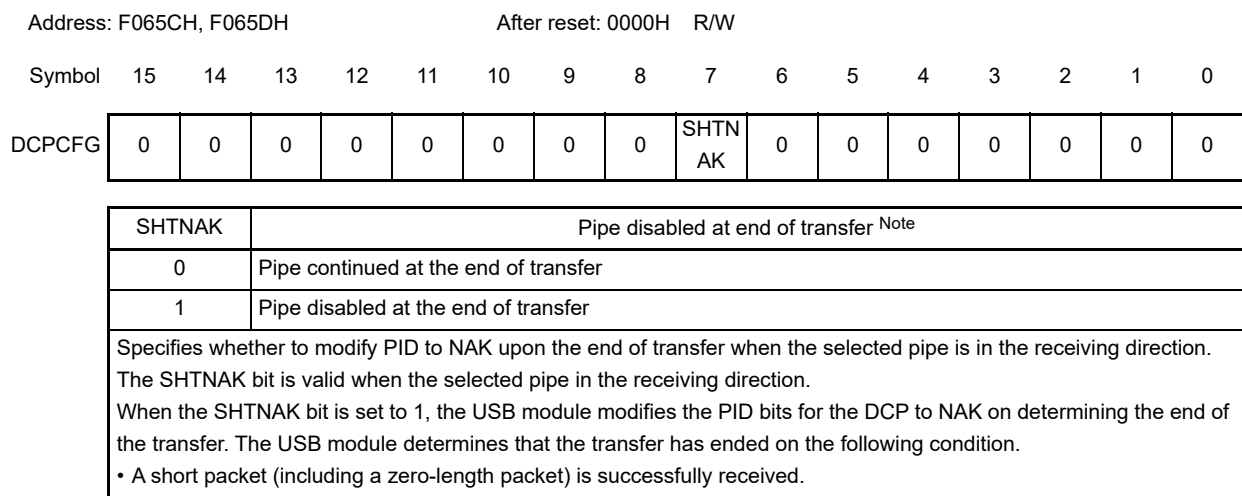 Address: F065CH, F065DH After reset: 0000H R/W
Symbol 15 14 13 12 11 10 9 8 7 6 5 4 3 2 1 0
DCPCFG 0 0 0 0 0 0 0 0 SHTN AK 0 0 0 0 0 0 0
SHTNAK Pipe disabled at end of transfer Note
0 Pipe continued at the end of transfer
1 Pipe disabled at the end of transfer
Specifies whether to modify PID to NAK upon the end of transfer when the selected pipe is in the receiving direction.
The SHTNAK bit is valid when the selected pipe in the receiving direction.
When the SHTNAK bit is set to 1, the USB module modifies the PID bits for the DCP to NAK on determining the end of
the transfer. The USB module determines that the transfer has ended on the following condition.
• A short packet (including a zero-length packet) is successfully received.